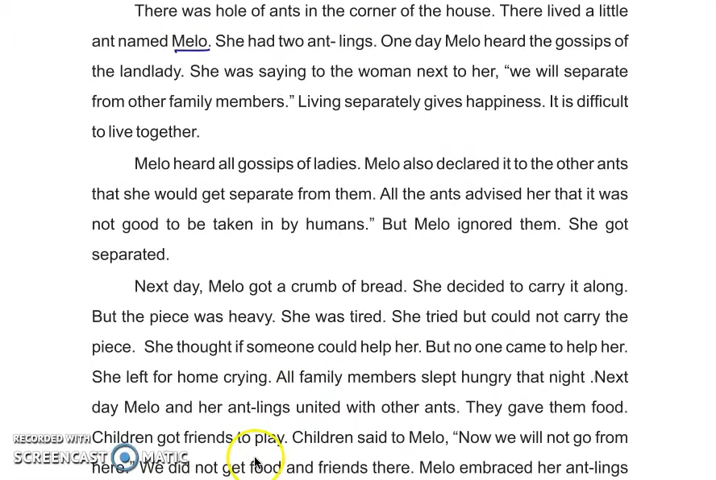 There was hole of ants in the corner of the house. There lived a little
ant named Melo. She had two ant- lings. One day Melo heard the gossips of
the landlady. She was saying to the woman next to her, “we will separate
from other family members.” Living separately gives happiness. It is difficult
to live together.
Melo heard all gossips of ladies. Melo also declared it to the other ants
that she would get separate from them. All the ants advised her that it was
not good to be taken in by humans.” But Melo ignored them. She got
separated.
Next day, Melo got a crumb of bread. She decided to carry it along.
But the piece was heavy. She was tired. She tried but could not carry the
piece.  She thought if someone could help her. But no one came to help her.
She left for home crying. All family members slept hungry that night .Next
day Melo and her ant-lings united with other ants. They gave them food.
Children got friends to play. Children said to Melo, “Now we will not go from
here.” We did not get food and friends there. Melo embraced her ant-lings
RECORDED WITH
SCREENCAST MATIC